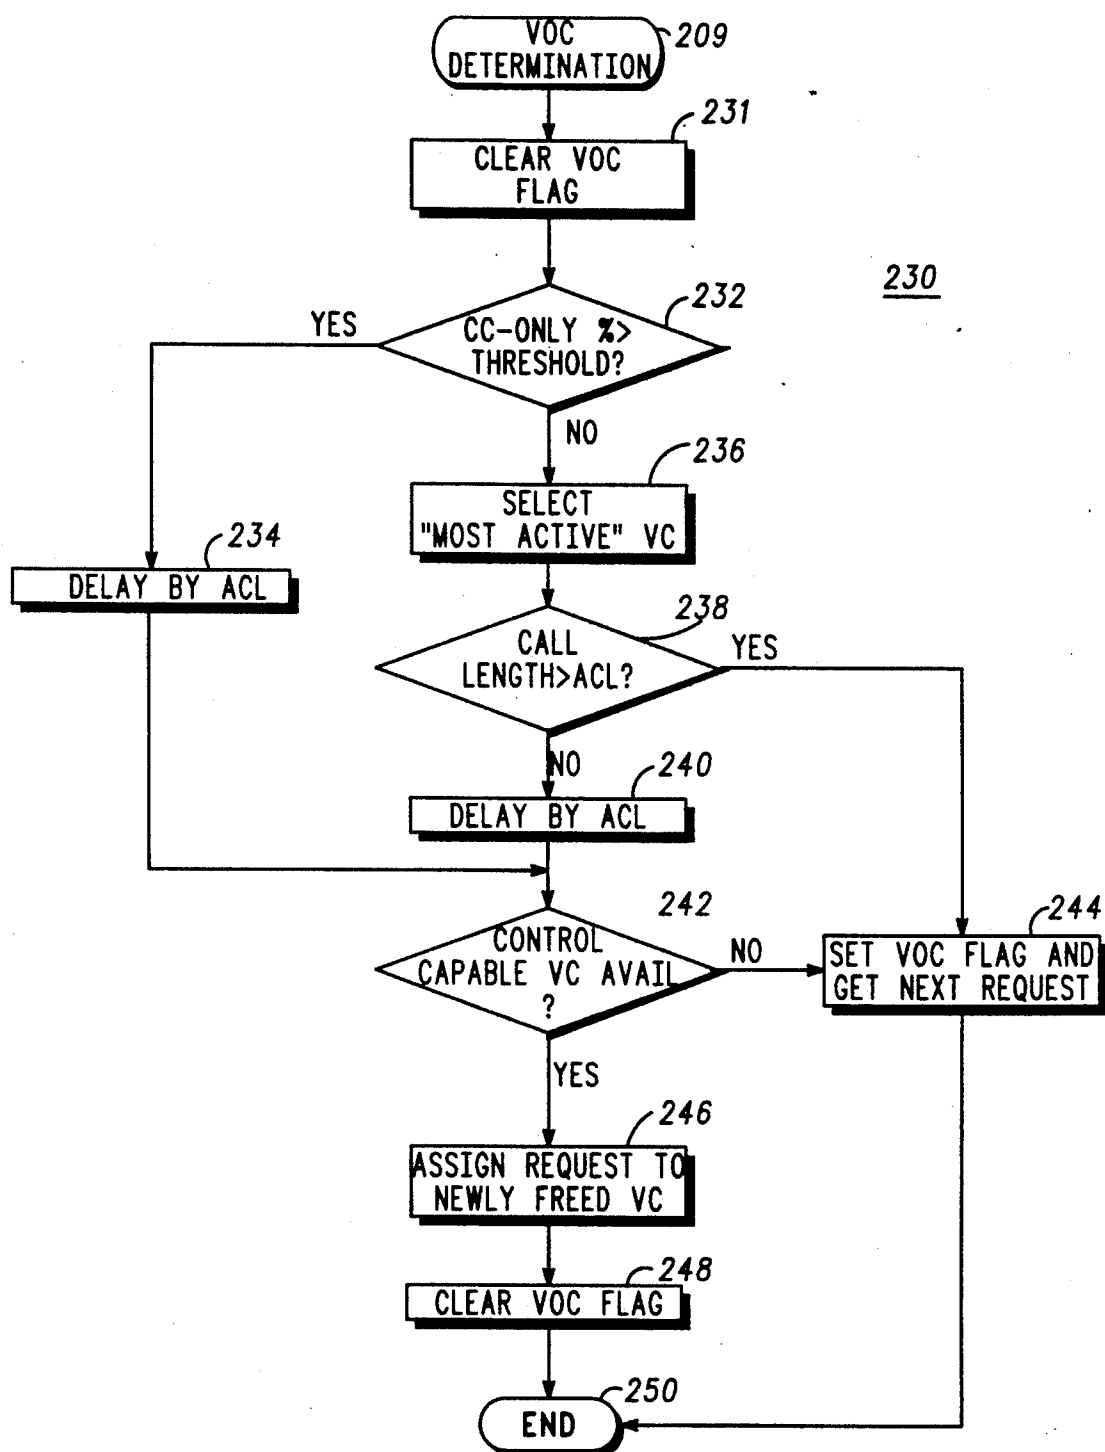 VOC
DETERMINATION
209
231
CLEAR VOC
FLAG
230
232
YES
CC-ONLY %>
THRESHOLD?
NO
236
SELECT
"MOST ACTIVE" VC
234
DELAY BY ACL
238
CALL
LENGTH>ACL?
YES
NO
240
DELAY BY ACL
242
CONTROL
CAPABLE VC AVAIL
?
NO
244
SET VOC FLAG AND
GET NEXT REQUEST
YES
246
ASSIGN REQUEST TO
NEWLY FREED VC
248
CLEAR VOC FLAG
250
END